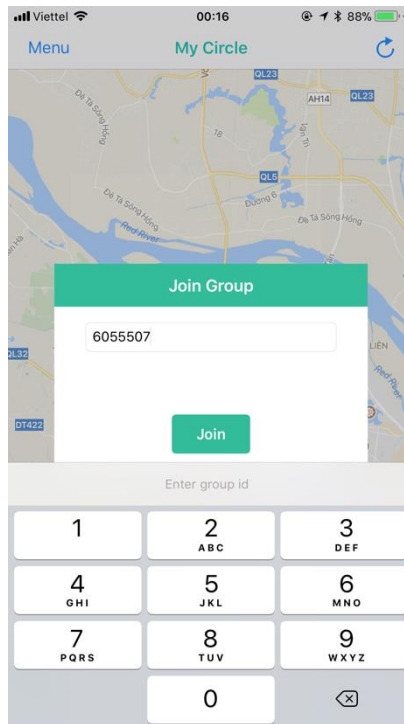 Viettel 00:16 88%
Menu My Circle
QL23
AH14 QL23
Đê Tả Sông Hồng
18
Vân Trì
QL5
Đường 6
Đê Tả Sông Hồng
Đê Tả Sông Hồng
Red River
Join Group
6055507
LIÊN
QL32
Red River
DT422
Join
Enter group id
1 2 3
ABC DEF
4 5 6
GHI JKL MNO
7 8 9
PQRS TUV WXYZ
0